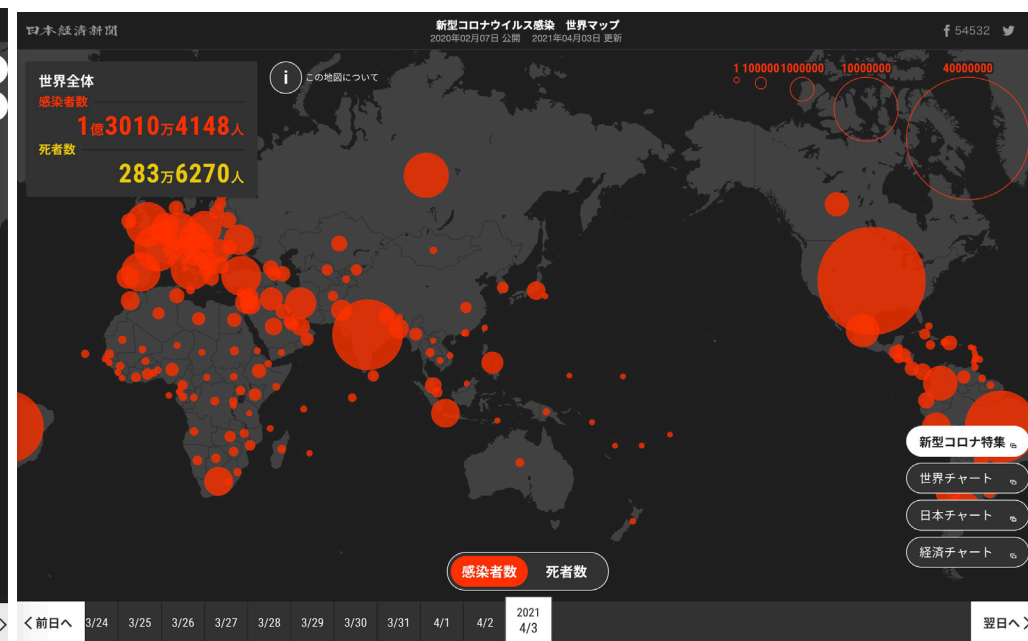 日本経済新聞
新型コロナウイルス感染　世界マップ
2020年02月07日 公開　2021年04月03日 更新
54532
世界全体
感染者数
1億3010万4148人
死者数
283万6270人
i
この地図について
1 100000 1000000 10000000 40000000
新型コロナ特集
世界チャート
日本チャート
経済チャート
感染者数 死者数
前日へ 3/24 3/25 3/26 3/27 3/28 3/29 3/30 3/31 4/1 4/2 2021
4/3
翌日へ